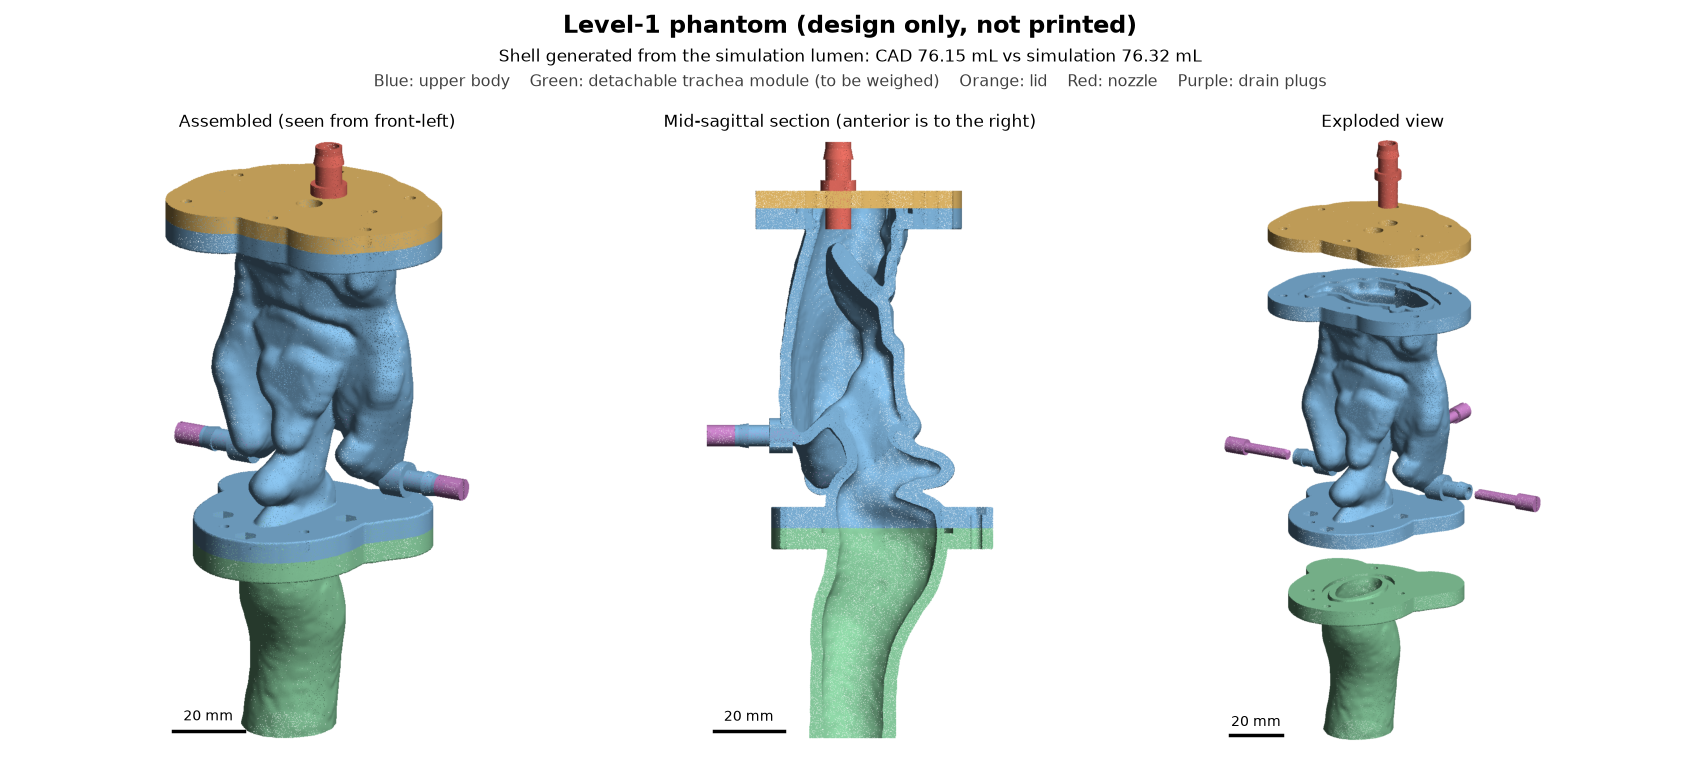 Level-1 phantom (design only, not printed)
Shell generated from the simulation lumen: CAD 76.15 mL vs simulation 76.32 mL
Blue: upper body    Green: detachable trachea module (to be weighed)    Orange: lid    Red: nozzle    Purple: drain plugs
Assembled (seen from front-left)
Mid-sagittal section (anterior is to the right)
Exploded view
20 mm
20 mm
20 mm